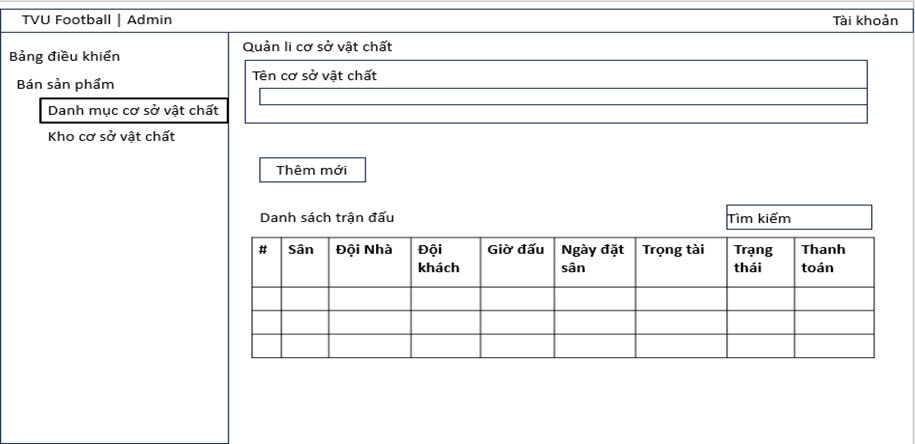 TVU Football | Admin
Tài khoản
Bảng điều khiển
Bán sản phẩm
Danh mục cơ sở vật chất
Kho cơ sở vật chất
Quản lí cơ sở vật chất
Tên cơ sở vật chất
Thêm mới
Danh sách trận đấu
Tìm kiếm
# Sân Đội Nhà Đội khách Giờ đấu Ngày đặt sân Trọng tài Trạng thái Thanh toán